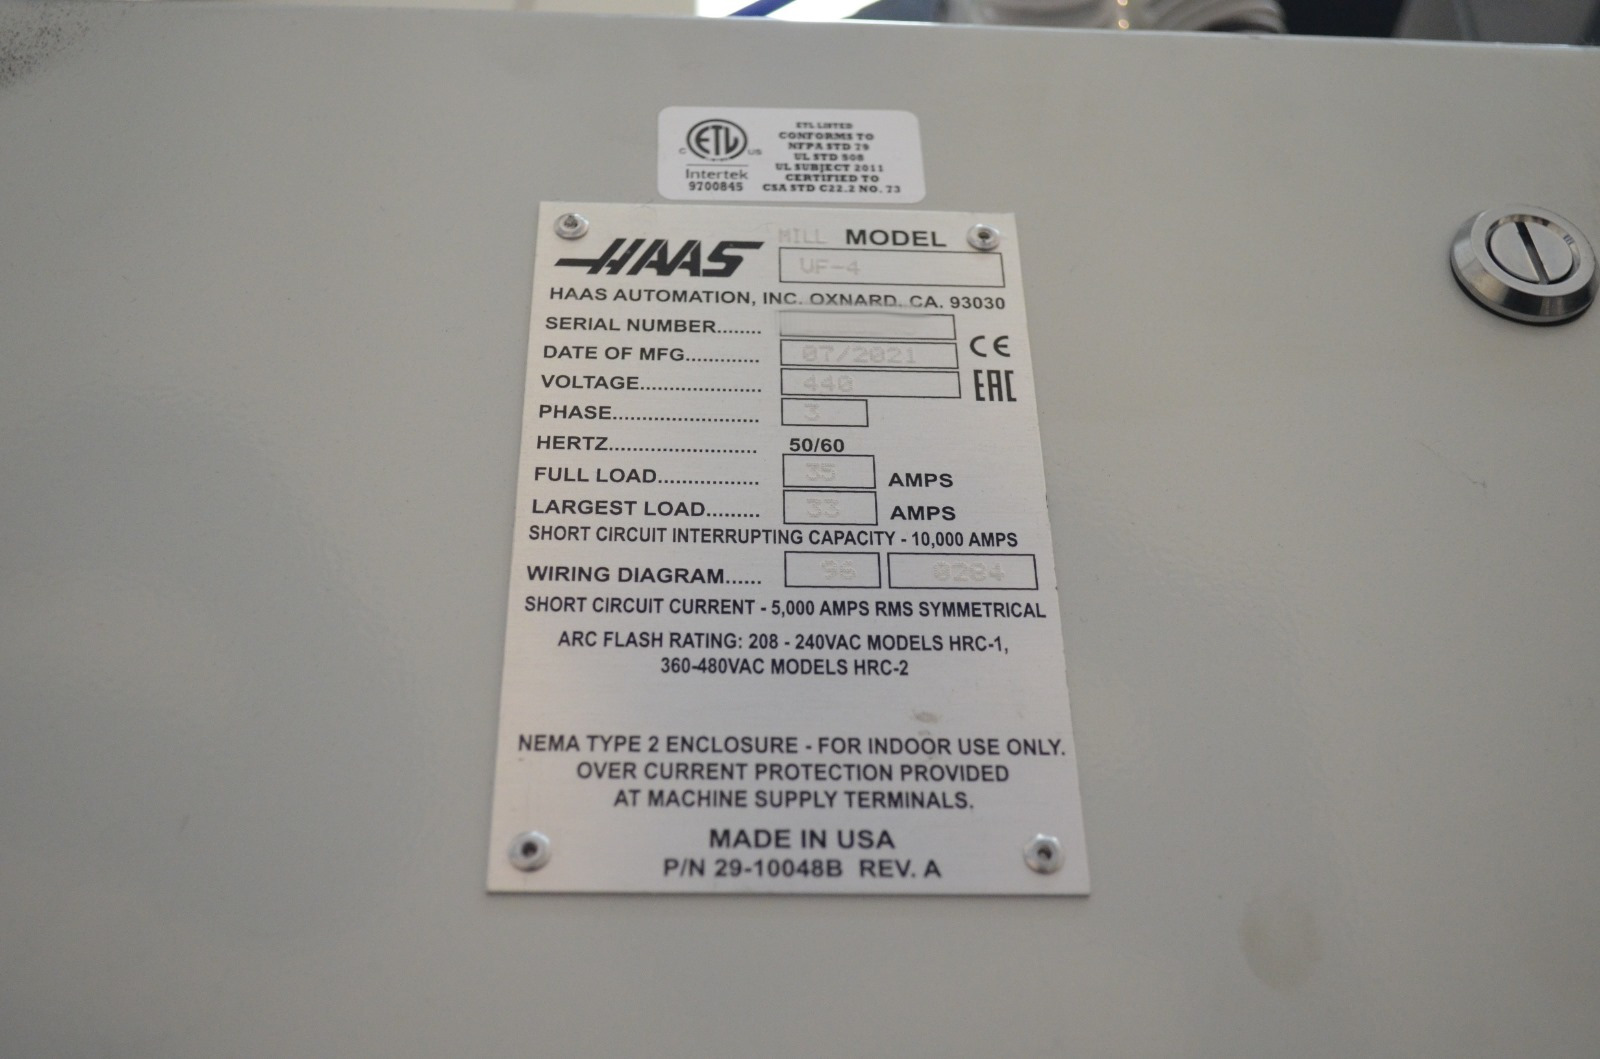 ETL LISTED
CONFORMS TO
NFPA STD 79
UL STD 508
UL SUBJECT 2011
CERTIFIED TO
CSA STD C22.2 NO. 73
C ETL US
Intertek
9700845
HAAS
MILL MODEL
VF-4
HAAS AUTOMATION, INC. OXNARD, CA. 93030
SERIAL NUMBER........
DATE OF MFG............. 07/2021
CE
VOLTAGE..................... 440
EAC
PHASE......................... 3
HERTZ......................... 50/60
FULL LOAD................. 35 AMPS
LARGEST LOAD......... 33 AMPS
SHORT CIRCUIT INTERRUPTING CAPACITY - 10,000 AMPS
WIRING DIAGRAM...... 96 0284
SHORT CIRCUIT CURRENT - 5,000 AMPS RMS SYMMETRICAL
ARC FLASH RATING: 208 - 240VAC MODELS HRC-1,
360-480VAC MODELS HRC-2
NEMA TYPE 2 ENCLOSURE - FOR INDOOR USE ONLY.
OVER CURRENT PROTECTION PROVIDED
AT MACHINE SUPPLY TERMINALS.
MADE IN USA
P/N 29-10048B REV. A